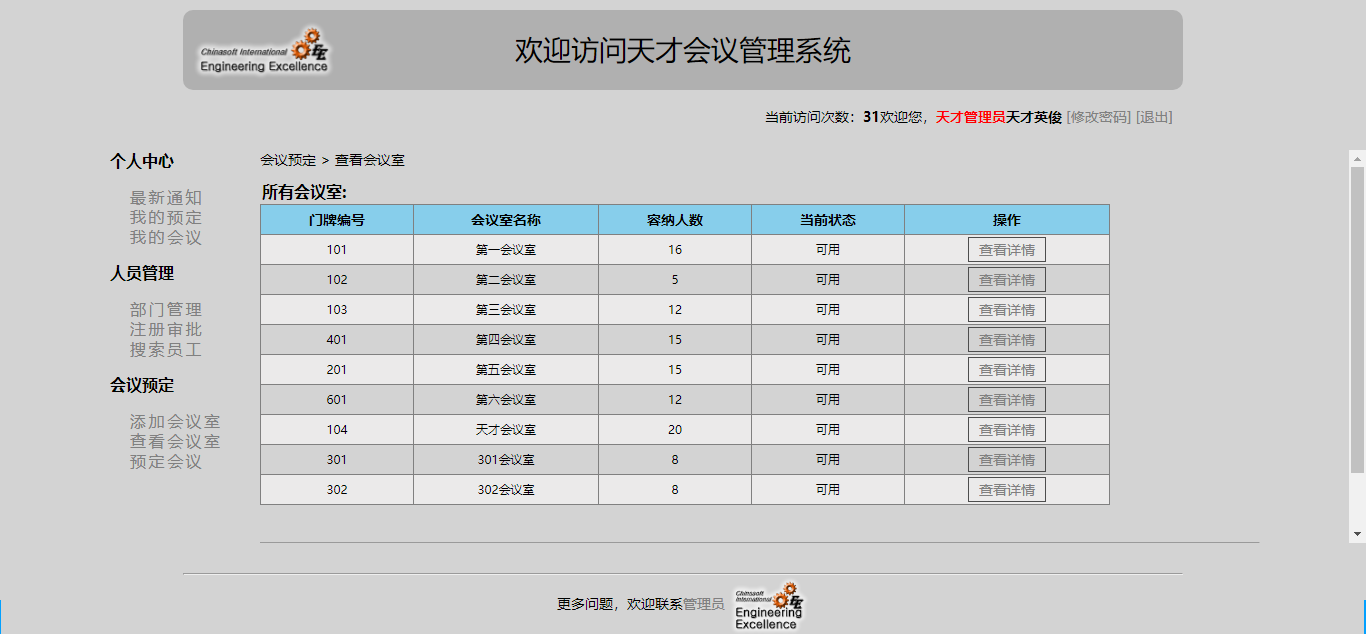 Chinasoft International
Engineering Excellence
欢迎访问天才会议管理系统
当前访问次数：31欢迎您，天才管理员天才英俊 [修改密码] [退出]
个人中心
最新通知
我的预定
我的会议
人员管理
部门管理
注册审批
搜索员工
会议预定
添加会议室
查看会议室
预定会议
会议预定 > 查看会议室
所有会议室:
门牌编号 会议室名称 容纳人数 当前状态 操作
101 第一会议室 16 可用 查看详情
102 第二会议室 5 可用 查看详情
103 第三会议室 12 可用 查看详情
401 第四会议室 15 可用 查看详情
201 第五会议室 15 可用 查看详情
601 第六会议室 12 可用 查看详情
104 天才会议室 20 可用 查看详情
301 301会议室 8 可用 查看详情
302 302会议室 8 可用 查看详情
更多问题，欢迎联系管理员
Chinasoft
International
Engineering
Excellence